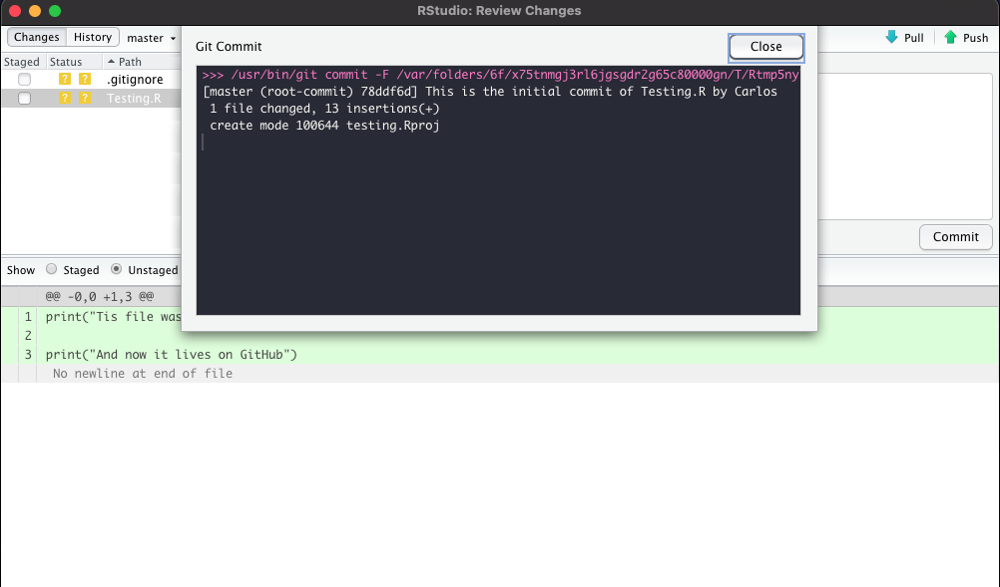 RStudio: Review Changes
Changes History master
Git Commit
Close
Pull Push
Staged Status Path
? ? .gitignore
? ? Testing.R
>>> /usr/bin/git commit -F /var/folders/6f/x75tnmgj3rl6jgsgdr2g65c80000gn/T/Rtmp5ny
[master (root-commit) 78ddf6d] This is the initial commit of Testing.R by Carlos
1 file changed, 13 insertions(+)
create mode 100644 testing.Rproj
Commit
Show Staged Unstaged
@@ -0,0 +1,3 @@
1 print("Tis file was
2
3 print("And now it lives on GitHub")
No newline at end of file